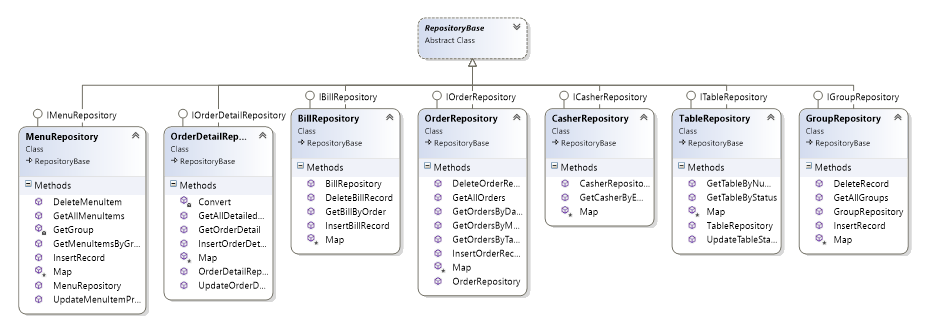 RepositoryBase
Abstract Class
IMenuRepository
MenuRepository
Class
RepositoryBase
Methods
DeleteMenuItem
GetAllMenuItems
GetGroup
GetMenuItemsByGr...
InsertRecord
Map
MenuRepository
UpdateMenuItemPr...
IOrderDetailRepository
OrderDetailRep...
Class
RepositoryBase
Methods
Convert
GetAllDetailed...
GetOrderDetail
InsertOrderDet...
Map
OrderDetailRep...
UpdateOrderD...
IBillRepository
BillRepository
Class
RepositoryBase
Methods
BillRepository
DeleteBillRecord
GetBillByOrder
InsertBillRecord
Map
IOrderRepository
OrderRepository
Class
RepositoryBase
Methods
DeleteOrderRe...
GetAllOrders
GetOrdersByDa...
GetOrdersByM...
GetOrdersByTa...
InsertOrderRec...
Map
OrderRepository
ICasherRepository
CasherRepository
Class
RepositoryBase
Methods
CasherReposito...
GetCasherByE...
Map
ITableRepository
TableRepository
Class
RepositoryBase
Methods
GetTableByNu...
GetTableByStatus
Map
TableRepository
UpdateTableSta...
IGroupRepository
GroupRepository
Class
RepositoryBase
Methods
DeleteRecord
GetAllGroups
GroupRepository
InsertRecord
Map